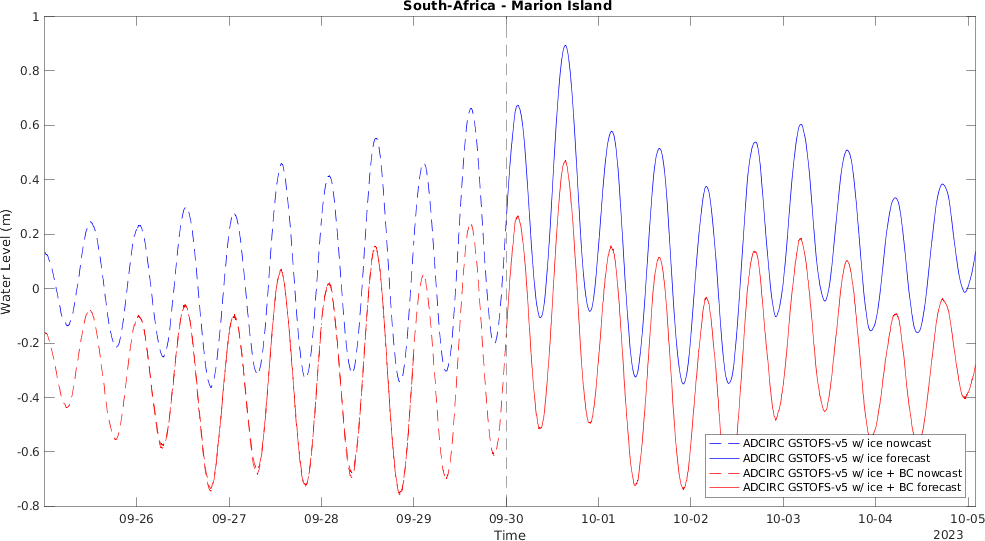 South-Africa - Marion Island
1
0.8
0.6
0.4
0.2
0
-0.2
-0.4
-0.6
-0.8
Water Level (m)
09-26 09-27 09-28 09-29 09-30 10-01 10-02 10-03 10-04 10-05
Time
2023
ADCIRC GSTOFS-v5 w/ ice nowcast
ADCIRC GSTOFS-v5 w/ ice forecast
ADCIRC GSTOFS-v5 w/ ice + BC nowcast
ADCIRC GSTOFS-v5 w/ ice + BC forecast